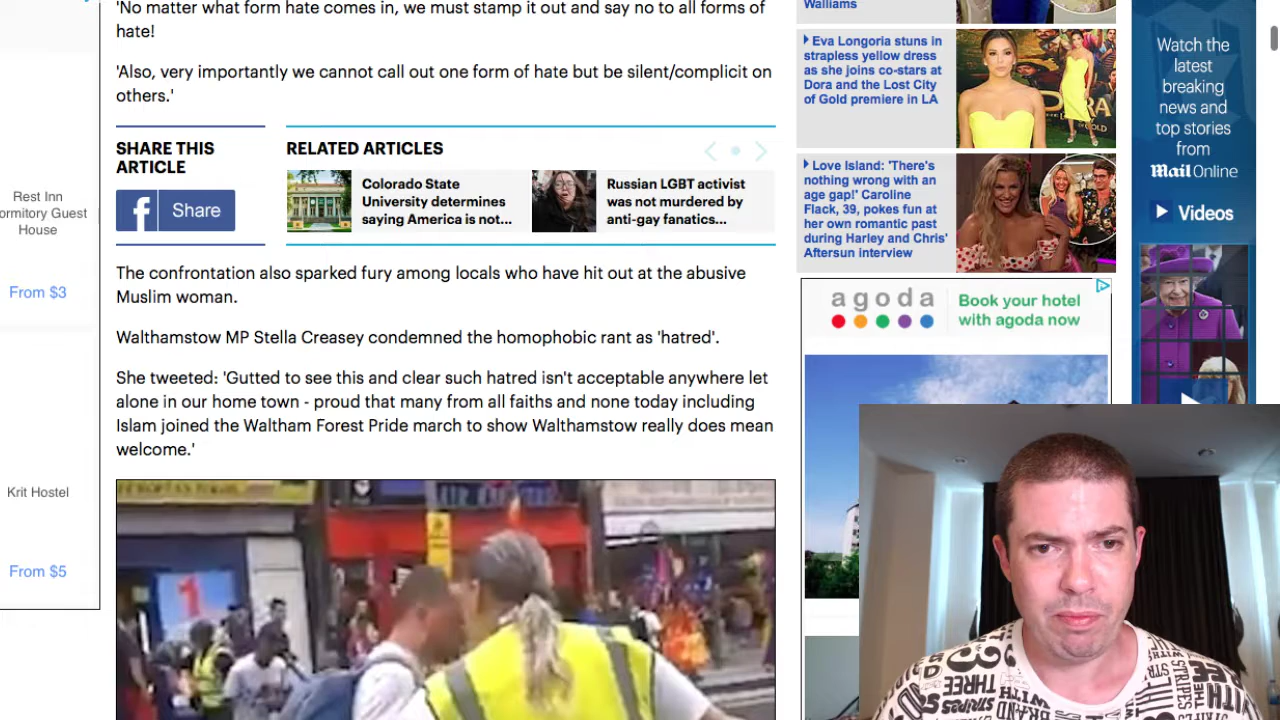 'No matter what form hate comes in, we must stamp it out and say no to all forms of
hate!
'Also, very importantly we cannot call out one form of hate but be silent/complicit on
others.'
SHARE THIS
ARTICLE
Share
RELATED ARTICLES
Colorado State
University determines
saying America is not...
Russian LGBT activist
was not murdered by
anti-gay fanatics...
The confrontation also sparked fury among locals who have hit out at the abusive
Muslim woman.
Walthamstow MP Stella Creasey condemned the homophobic rant as 'hatred'.
She tweeted: 'Gutted to see this and clear such hatred isn't acceptable anywhere let
alone in our home town - proud that many from all faiths and none today including
Islam joined the Waltham Forest Pride march to show Walthamstow really does mean
welcome.'
Rest Inn
ormitory Guest
House
From $3
Krit Hostel
From $5
Walliams
Eva Longoria stuns in
strapless yellow dress
as she joins co-stars at
Dora and the Lost City
of Gold premiere in LA
DORA
Love Island: 'There's
nothing wrong with an
age gap!' Caroline
Flack, 39, pokes fun at
her own romantic past
during Harley and Chris'
Aftersun interview
agoda
Book your hotel
with agoda now
Watch the
latest
breaking
news and
top stories
from
Mail Online
Videos
THREE
STRIPES
WITH